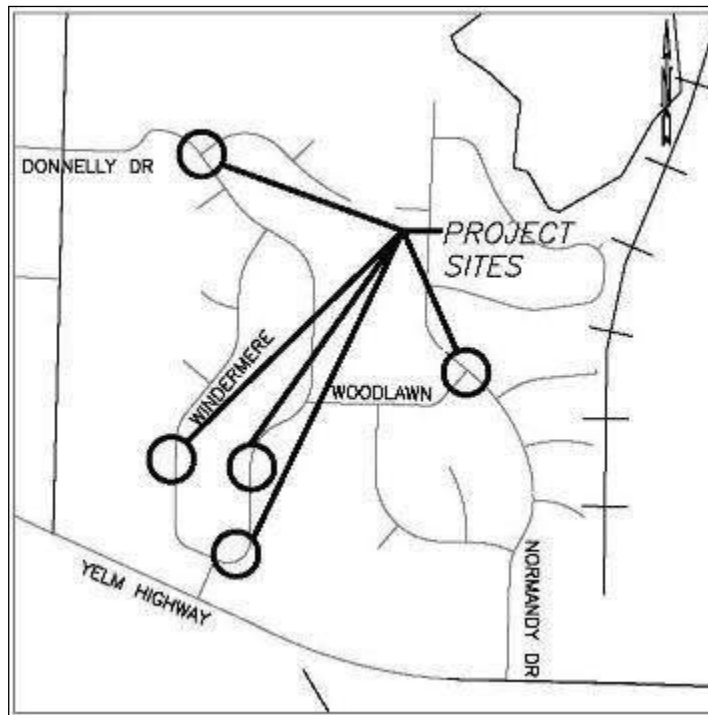 DONNELLY DR
N
PROJECT
SITES
WINDERMERE
WOODLAWN
YELM HIGHWAY
NORMANDY DR